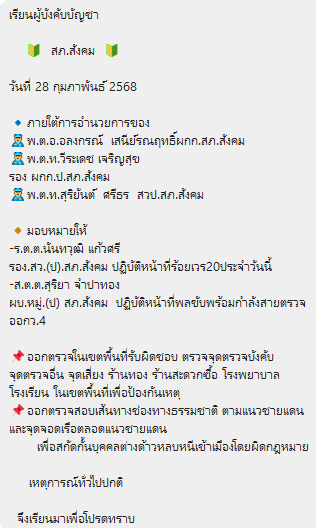 เรียนผู้บังคับบัญชา
🔰 สภ.สังคม 🔰
วันที่ 28 กุมภาพันธ์ 2568
🔹ภายใต้การอำนวยการของ
👮🏻‍♂️พ.ต.อ.อลงกรณ์ เสนีย์รณฤทธิ์ผกก.สภ.สังคม
👮🏻‍♂️พ.ต.ท.วีระเดช เจริญสุข
รอง ผกก.ป.สภ.สังคม
👮🏻‍♂️พ.ต.ท.สุริยันต์ ศรีธร สวป.สภ.สังคม
🔸มอบหมายให้
-ร.ต.ต.นันทวุฒิ แก้วศรี
รอง.สว.(ป).สภ.สังคม ปฏิบัติหน้าที่ร้อยเวร20ประจำวันนี้
-ส.ต.ต.สุริยา จำปาทอง
ผบ.หมู่.(ป) สภ.สังคม ปฏิบัติหน้าที่พลขับพร้อมกำลังสายตรวจ
ออกว.4
📌ออกตรวจในเขตพื้นที่รับผิดชอบ ตรวจจุดตรวจบังคับ
จุดตรวจอื่น จุดเสี่ยง ร้านทอง ร้านสะดวกซื้อ โรงพยาบาล
โรงเรียน ในเขตพื้นที่เพื่อป้องกันเหตุ
📌ออกตรวจสอบเส้นทางช่องทางธรรมชาติ ตามแนวชายแดน
และจุดจอดเรือตลอดแนวชายแดน
เพื่อสกัดกั้นบุคคลต่างด้าวหลบหนีเข้าเมืองโดยผิดกฎหมาย
เหตุการณ์ทั่วไปปกติ
จึงเรียนมาเพื่อโปรดทราบ